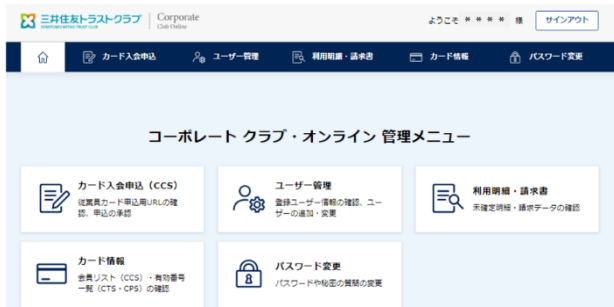 三井住友トラストクラブ
SUMITOMO MITSUI TRUST CLUB
Corporate
Club Online
ようこそ ＊＊＊＊ 様
サインアウト
カード入会申込
ユーザー管理
利用明細・請求書
カード情報
パスワード変更
コーポレート クラブ・オンライン 管理メニュー
カード入会申込（CCS）
従業員カード申込用URLの確
認、申込の承認
ユーザー管理
登録ユーザー情報の確認、ユー
ザーの追加・変更
利用明細・請求書
未確定明細・請求データの確認
カード情報
会員リスト（CCS）・有効番号
一覧（CTS・CPS）の確認
パスワード変更
パスワードや秘密の質問の変更